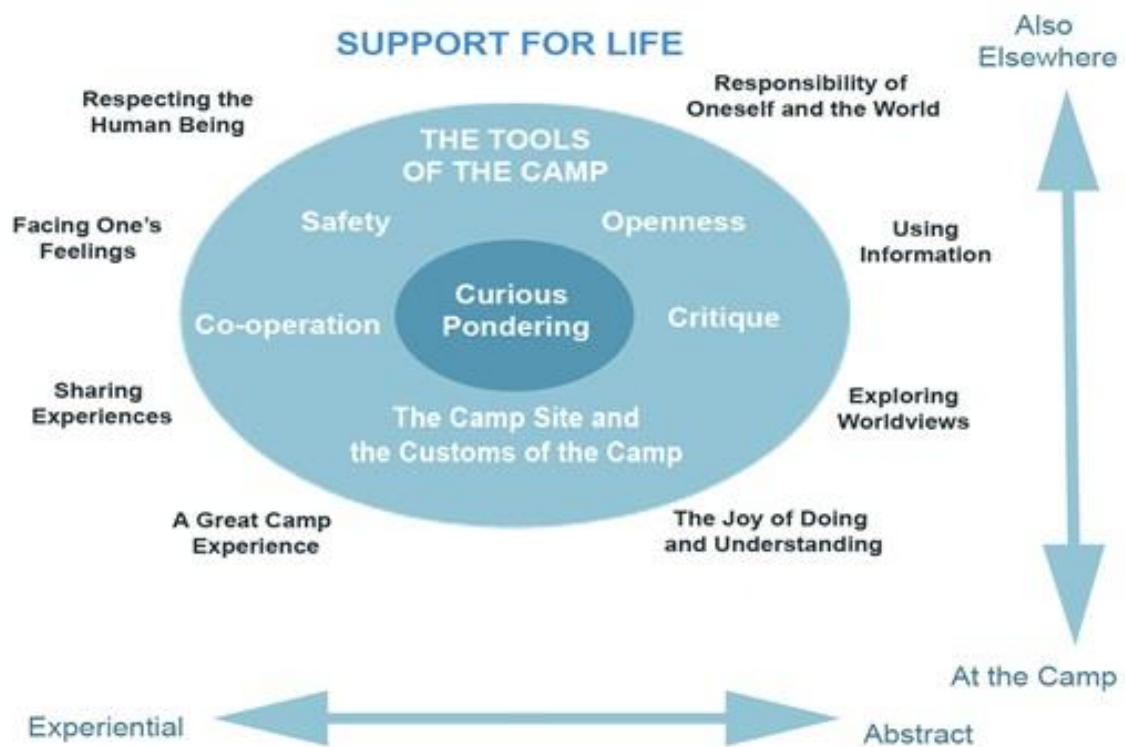 SUPPORT FOR LIFE
Also
Elsewhere
Respecting the
Human Being
Responsibility of
Oneself and the World
THE TOOLS
OF THE CAMP
Safety
Openness
Facing One's
Feelings
Using
Information
Curious
Pondering
Co-operation
Critique
Sharing
Experiences
Exploring
Worldviews
The Camp Site and
the Customs of the Camp
A Great Camp
Experience
The Joy of Doing
and Understanding
At the Camp
Experiential
Abstract